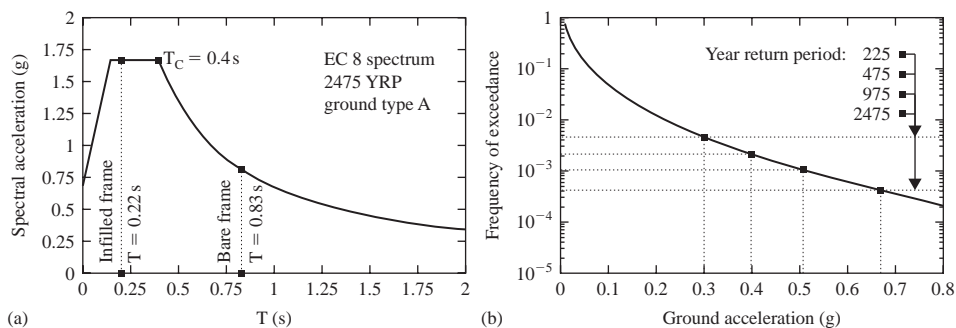 2
1.75
1.5
1.25
1
0.75
0.5
0.25
0
0
0.25
0.5
0.75
1
1.25
1.5
1.75
2
Spectral acceleration (g)
T (s)
T_C = 0.4 s
EC 8 spectrum
2475 YRP
ground type A
Infilled frame
T = 0.22 s
Bare frame
T = 0.83 s
(a)
1
10⁻¹
10⁻²
10⁻³
10⁻⁴
10⁻⁵
0
0.1
0.2
0.3
0.4
0.5
0.6
0.7
0.8
Frequency of exceedance
Ground acceleration (g)
Year return period: 225
475
975
2475
(b)